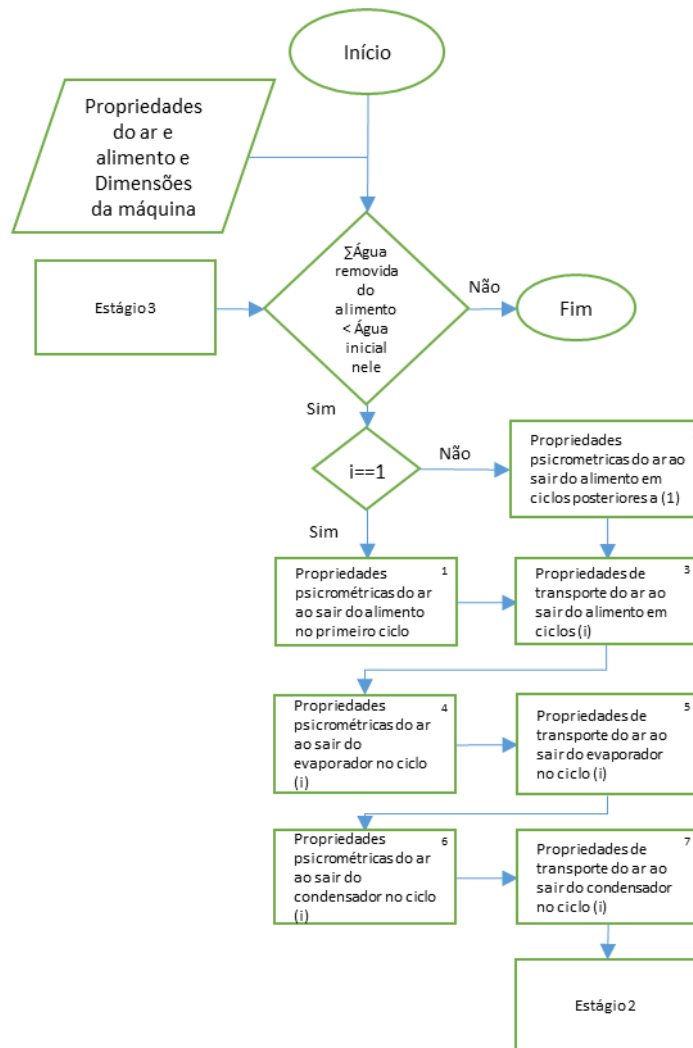 Início
Propriedades
do ar e
alimento e
Dimensões
da máquina
∑Água
removida
do
alimento
< Água
inicial
nele
Não
Fim
Estágio 3
Sim
i==1
Não
Propriedades
psicrometricas do ar ao
sair do alimento em
ciclos posteriores a (1)
Sim
Propriedades 1
psicrométricas do ar ao
sair do alimento
no primeiro ciclo
Propriedades de 3
transporte do ar ao
sair do alimento em
ciclos (i)
Propriedades 4
psicrométricas do ar
ao sair do
evaporador no ciclo
(i)
Propriedades de 5
transporte do ar ao
sair do evaporador
no ciclo (i)
Propriedades 6
psicrométricas do ar
ao sair do
condensador no ciclo
(i)
Propriedades de 7
transporte do ar ao
sair do condensador
no ciclo (i)
Estágio 2